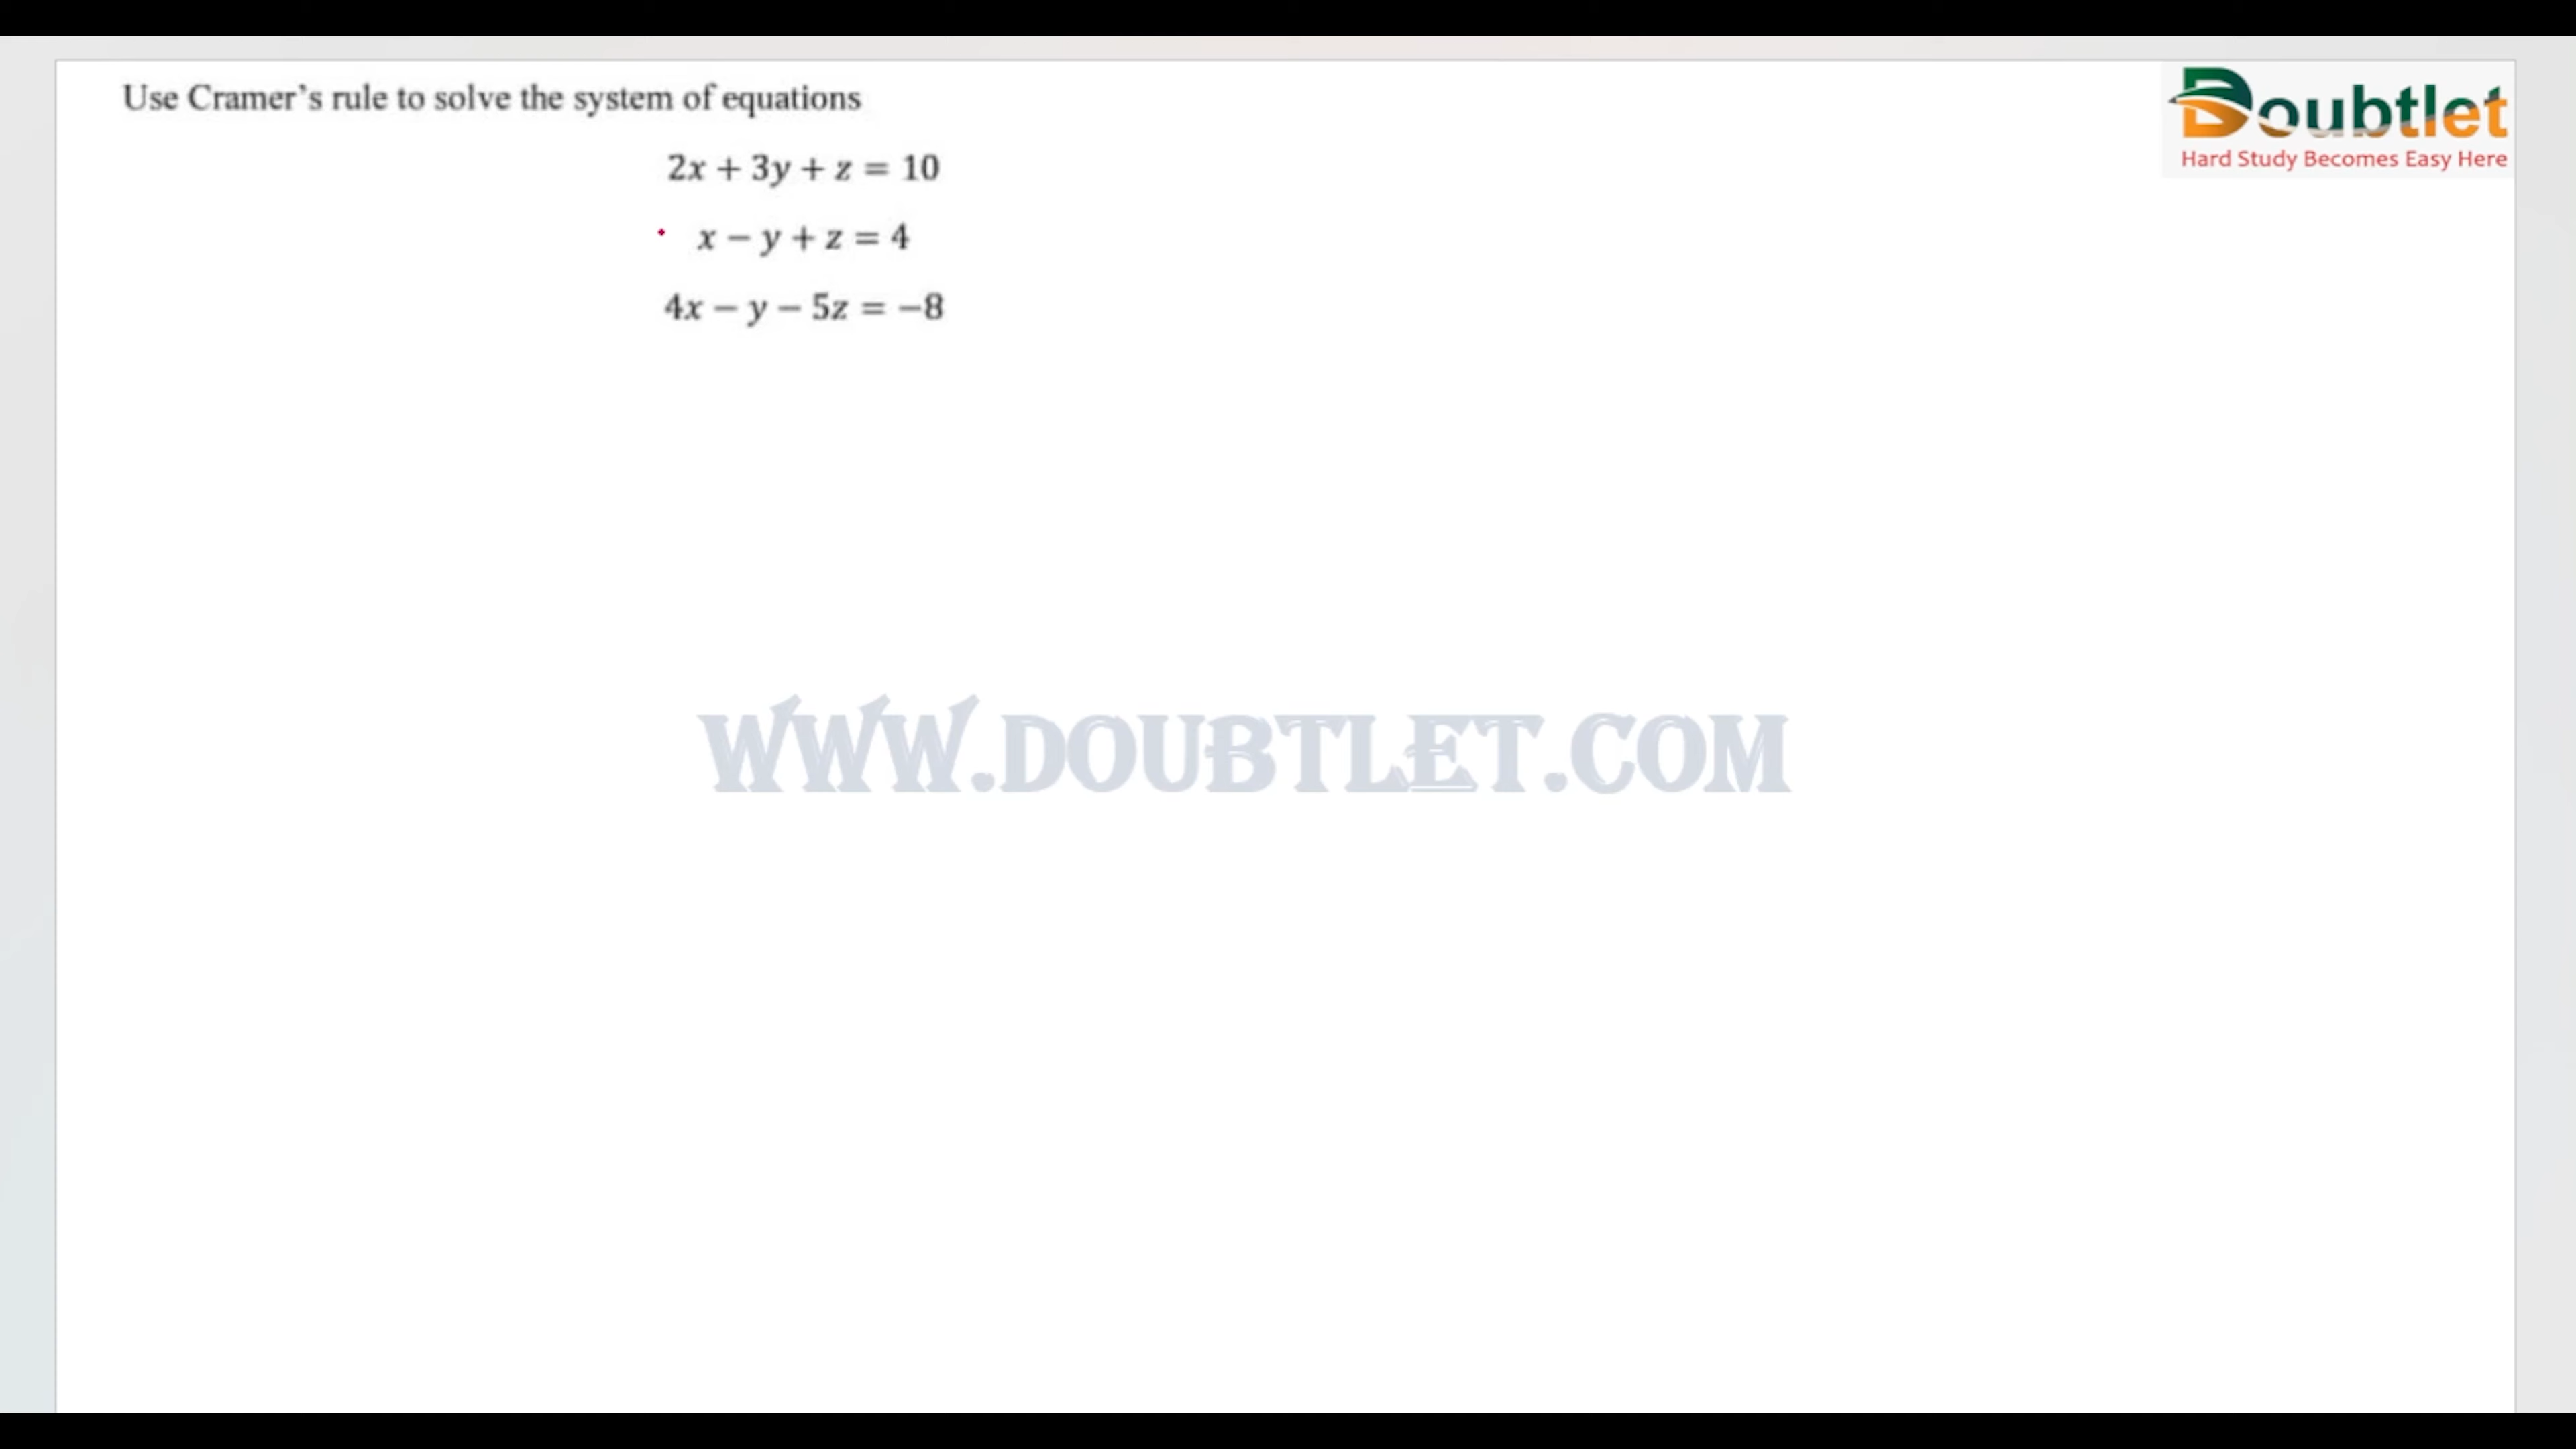 Use Cramer's rule to solve the system of equations
2x + 3y + z = 10
x − y + z = 4
4x − y − 5z = −8
Doubtlet
Hard Study Becomes Easy Here
WWW.DOUBTLET.COM